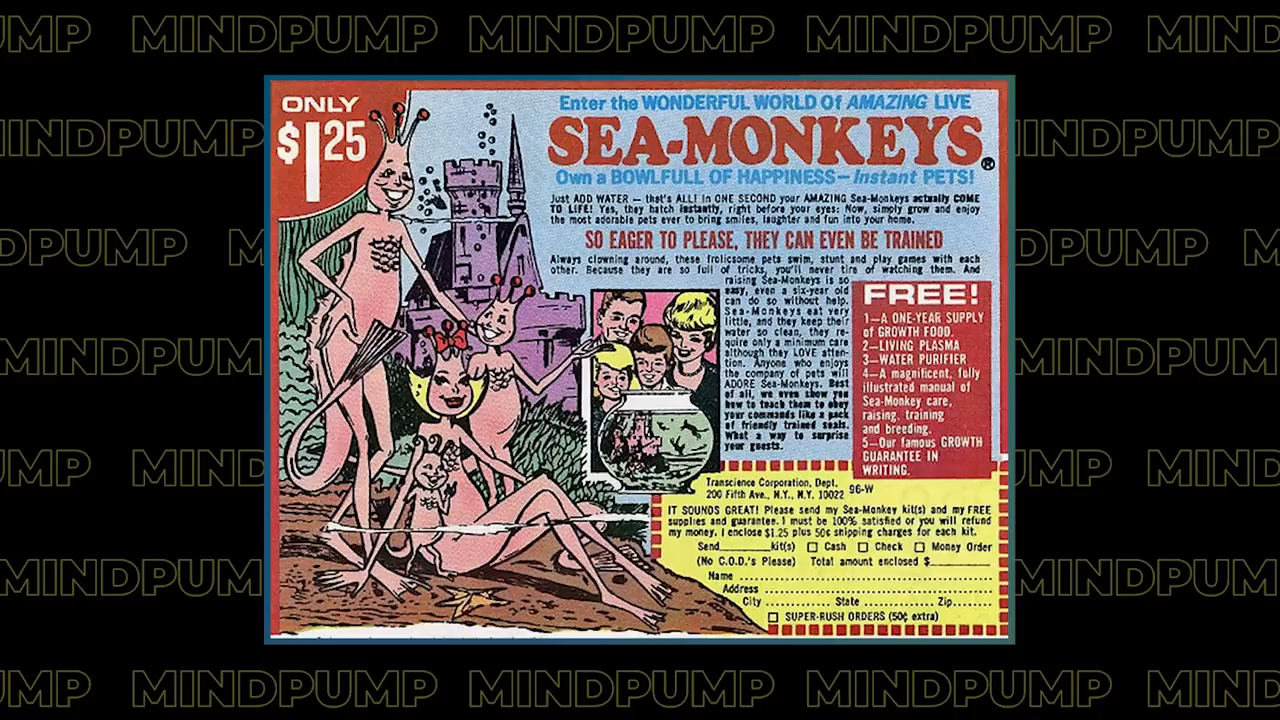 MINDPUMP MINDPUMP MINDPUMP MINDPUMP
ONLY
$1.25
Enter the WONDERFUL WORLD Of AMAZING LIVE
SEA-MONKEYS®
Own a BOWLFULL OF HAPPINESS— Instant PETS!
Just ADD WATER — that's ALL! In ONE SECOND your AMAZING Sea-Monkeys actually COME
TO LIFE! Yes, they hatch instantly, right before your eyes: Now, simply grow and enjoy
the most adorable pets ever to bring smiles, laughter and fun into your home.
SO EAGER TO PLEASE, THEY CAN EVEN BE TRAINED
Always clowning around, these frolicsome pets swim, stunt and play games with each
other. Because they are so full of tricks, you'll never tire of watching them. And
raising Sea-Monkeys is so
easy, even a six-year old
can do so without help.
Sea-Monkeys eat very
little, and they keep their
water so clean, they re-
quire only a minimum care
although they LOVE atten-
tion. Anyone who enjoys
the company of pets will
ADORE Sea-Monkeys. Best
of all, we even show you
how to teach them to obey
your commands like a pack
of friendly trained seals.
What a way to surprise
your guests.
FREE!
1—A ONE-YEAR SUPPLY
of GROWTH FOOD.
2—LIVING PLASMA
3—WATER PURIFIER
4—A magnificent, fully
illustrated manual of
Sea-Monkey care,
raising, training
and breeding.
5—Our famous GROWTH
GUARANTEE IN
WRITING.
Transcience Corporation, Dept.
200 Fifth Ave., N.Y., N.Y. 10022 96-W
IT SOUNDS GREAT! Please send my Sea-Monkey kit(s) and my FREE
supplies and guarantee. I must be 100% satisfied or you will refund
my money. I enclose $1.25 plus 50¢ shipping charges for each kit.
Send________kit(s) □ Cash □ Check □ Money Order
(No C.O.D.'s Please) Total amount enclosed $________
Name
Address
City State Zip
□ SUPER-RUSH ORDERS (50¢ extra)
MINDPUMP MINDPUMP MINDPUMP MINDPUMP